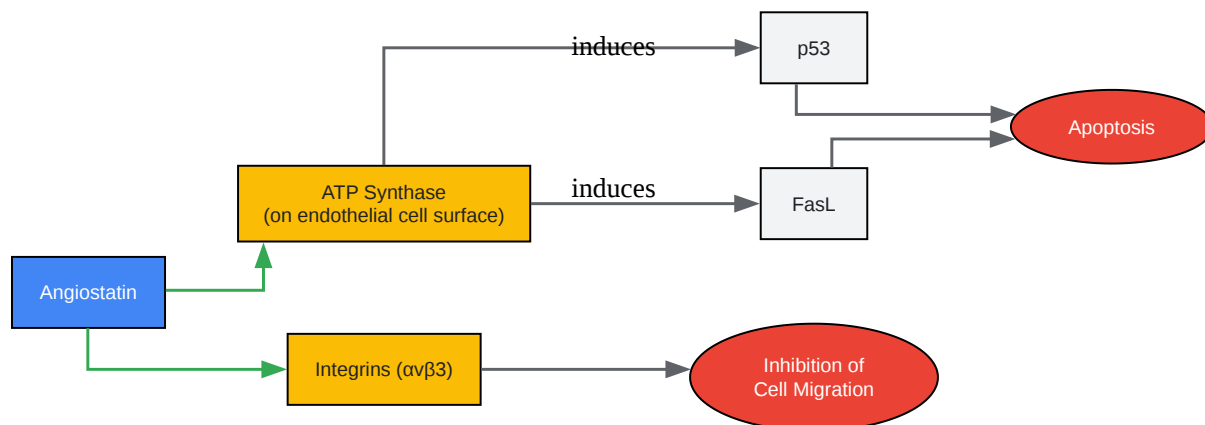 induces
p53
Apoptosis
ATP Synthase
(on endothelial cell surface)
induces
FasL
Angiostatin
Integrins (αvβ3)
Inhibition of
Cell Migration